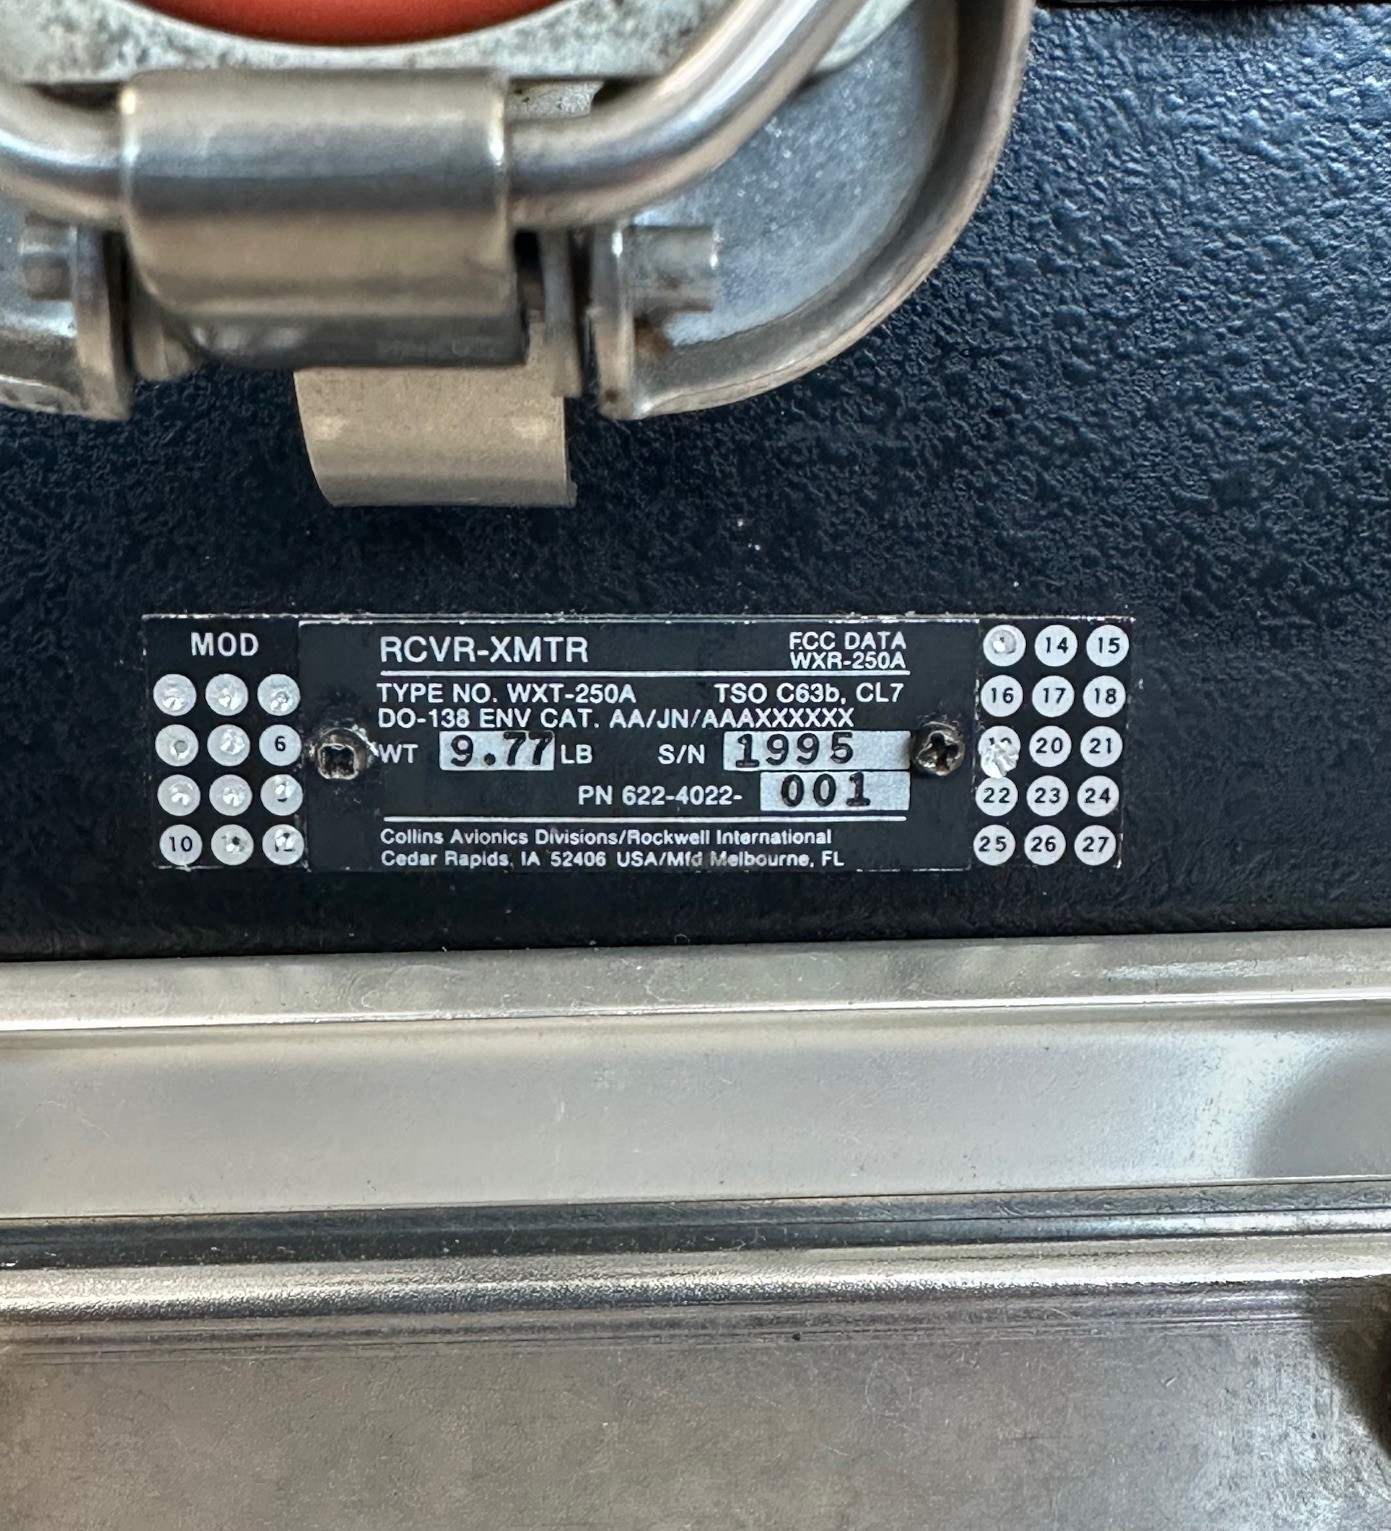 MOD
6
10
RCVR-XMTR
FCC DATA
WXR-250A
TYPE NO. WXT-250A TSO C63b, CL7
DO-138 ENV CAT. AA/JN/AAAXXXXXX
WT 9.77 LB S/N 1995
PN 622-4022- 001
Collins Avionics Divisions/Rockwell International
Cedar Rapids, IA 52406 USA/Mfd Melbourne, FL
14 15
16 17 18
20 21
22 23 24
25 26 27